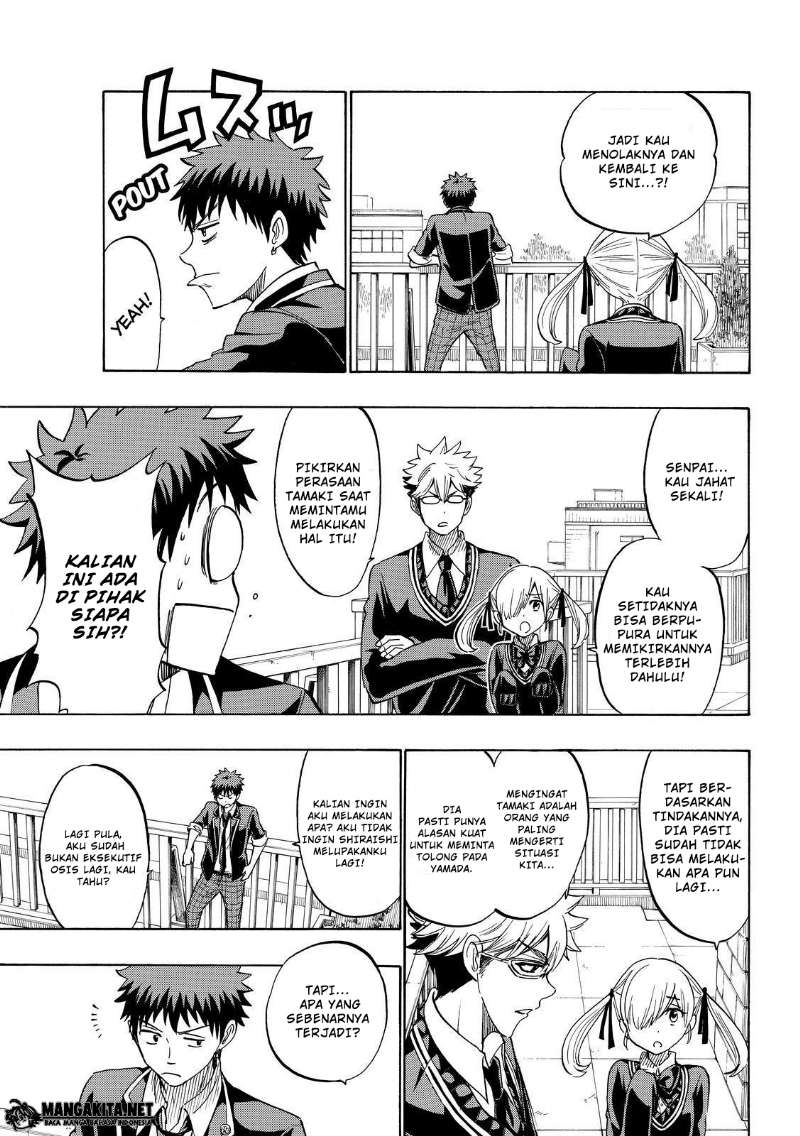 JADI KAU
MENOLAKNYA DAN
KEMBALI KE
SINI...?!
ムスッ
POUT
YEAH!
SENPAI...
KAU JAHAT
SEKALI!
KAU
SETIDAKNYA
BISA BERPU-
PURA UNTUK
MEMIKIRKANNYA
TERLEBIH
DAHULU!
PIKIRKAN
PERASAAN
TAMAKI SAAT
MEMINTAMU
MELAKUKAN
HAL ITU!
KALIAN
INI ADA
DI PIHAK
SIAPA
SIH?!
TAPI BER-
DASARKAN
TINDAKANNYA,
DIA PASTI
SUDAH TIDAK
BISA MELAKU-
KAN APA PUN
LAGI...
MENGINGAT
TAMAKI ADALAH
ORANG YANG
PALING
MENGERTI
SITUASI
KITA...
DIA
PASTI PUNYA
ALASAN KUAT
UNTUK MEMINTA
TOLONG PADA
YAMADA.
KALIAN INGIN
MELAKUKAN
APA? AKU TIDAK
INGIN SHIRAISHI
MELUPAKANKU
LAGI!
LAGI PULA,
AKU SUDAH
BUKAN EKSEKUTIF
OSIS LAGI, KAU
TAHU?
TAPI...
APA YANG
SEBENARNYA
TERJADI?
MANGAKITA.NET
BACA MANGA BAHASA INDONESIA